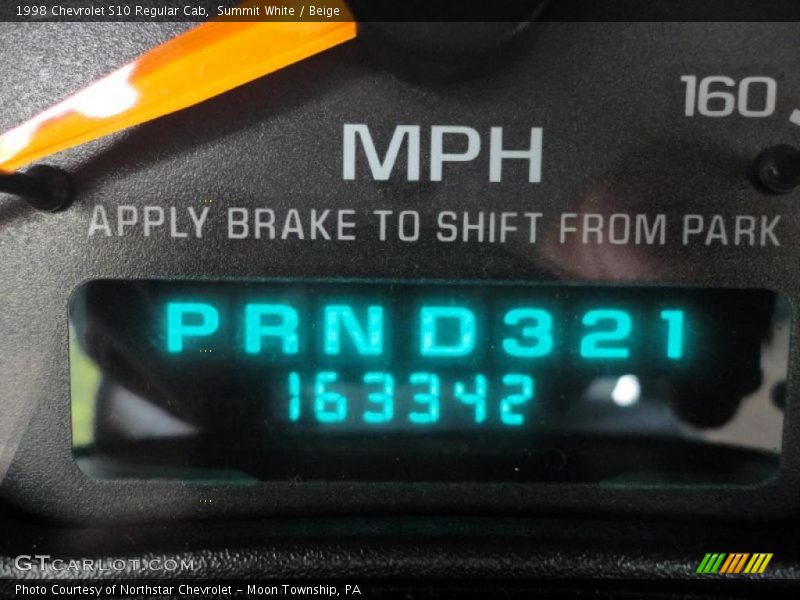 1998 Chevrolet S10 Regular Cab, Summit White / Beige
160
MPH
APPLY BRAKE TO SHIFT FROM PARK
PRND321
163342
GTcarlot.com
Photo Courtesy of Northstar Chevrolet - Moon Township, PA